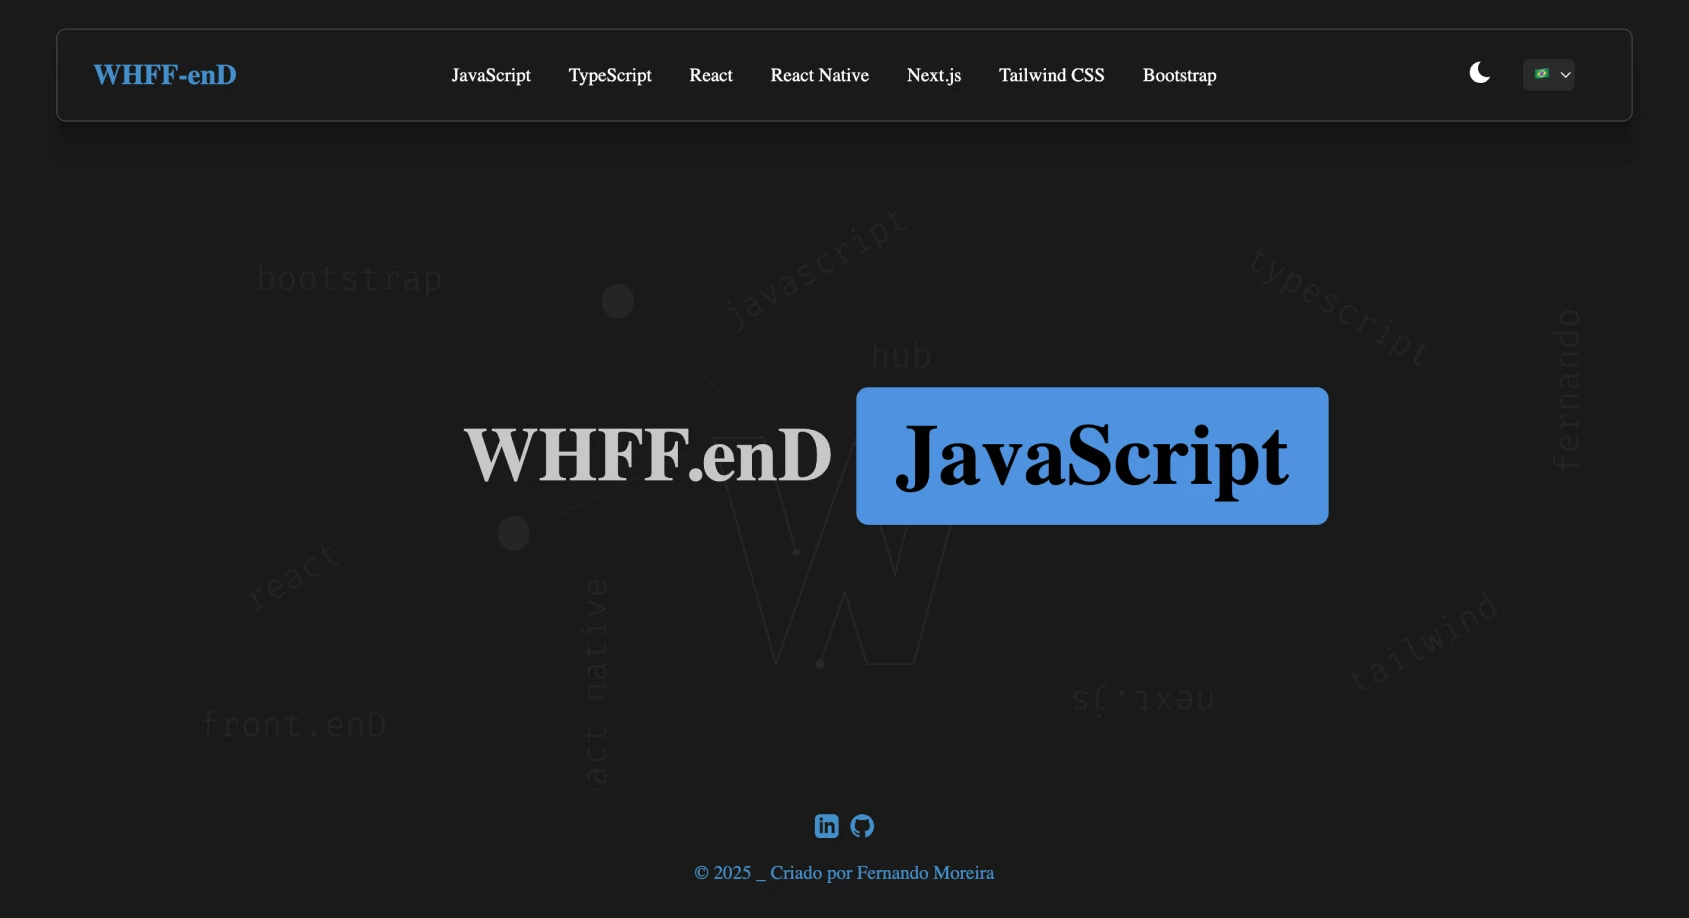 WHFF-enD
JavaScript TypeScript React React Native Next.js Tailwind CSS Bootstrap
javascript
bootstrap
typescript
hub
fernando
WHFF.enD JavaScript
react
act native
tailwind
next.js
front.enD
© 2025 _ Criado por Fernando Moreira